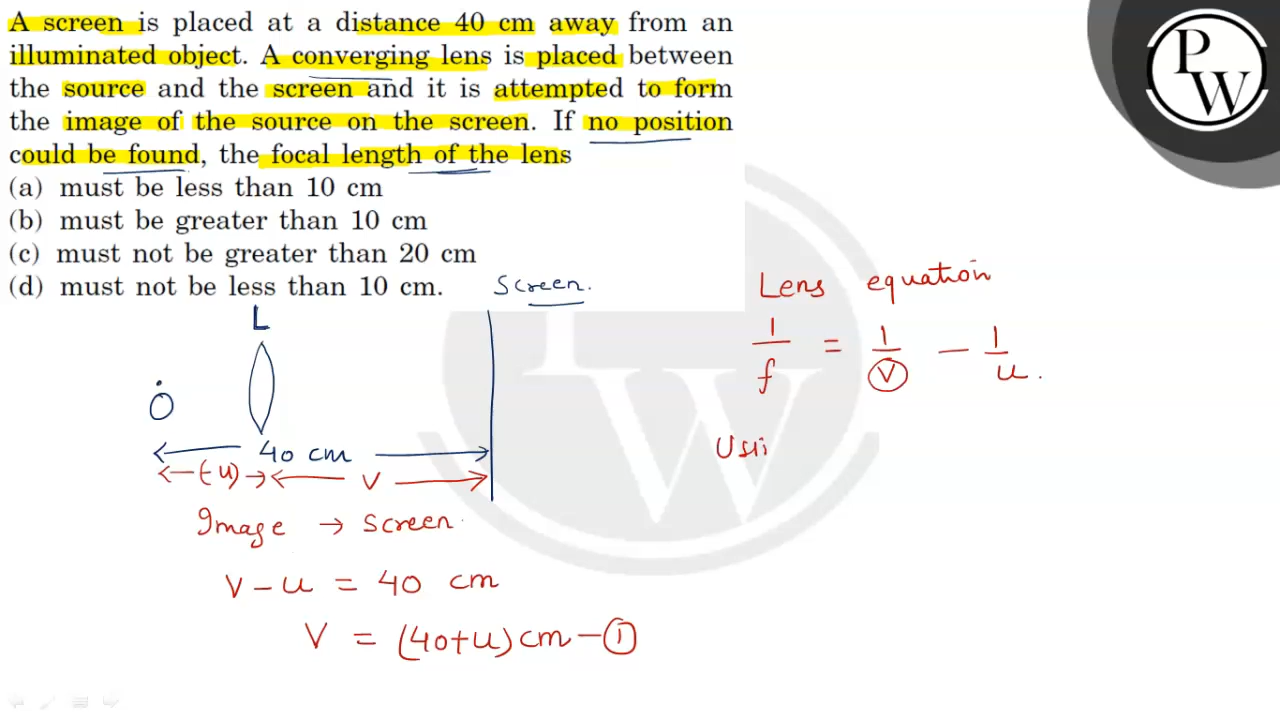 A screen is placed at a distance 40 cm away from an
illuminated object. A converging lens is placed between
the source and the screen and it is attempted to form
the image of the source on the screen. If no position
could be found, the focal length of the lens
(a) must be less than 10 cm
(b) must be greater than 10 cm
(c) must not be greater than 20 cm
(d) must not be less than 10 cm.
P
W
Screen.
L
O
40 cm
(-u) V
Image → Screen.
V - u = 40 cm
V = (40+u) cm - ①
Lens equation
1/f = 1/V - 1/u.
Usi